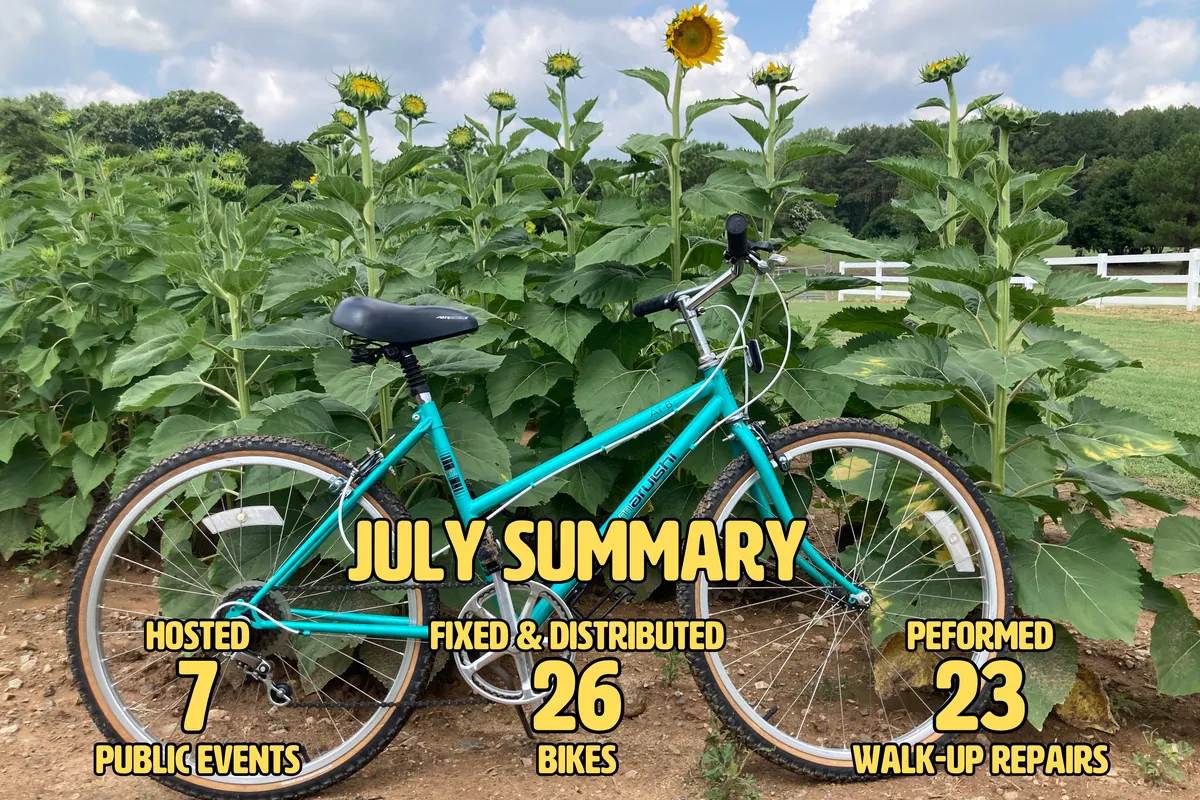 JULY SUMMARY
HOSTED
7
PUBLIC EVENTS
FIXED & DISTRIBUTED
26
BIKES
PEFORMED
23
WALK-UP REPAIRS
maruishi